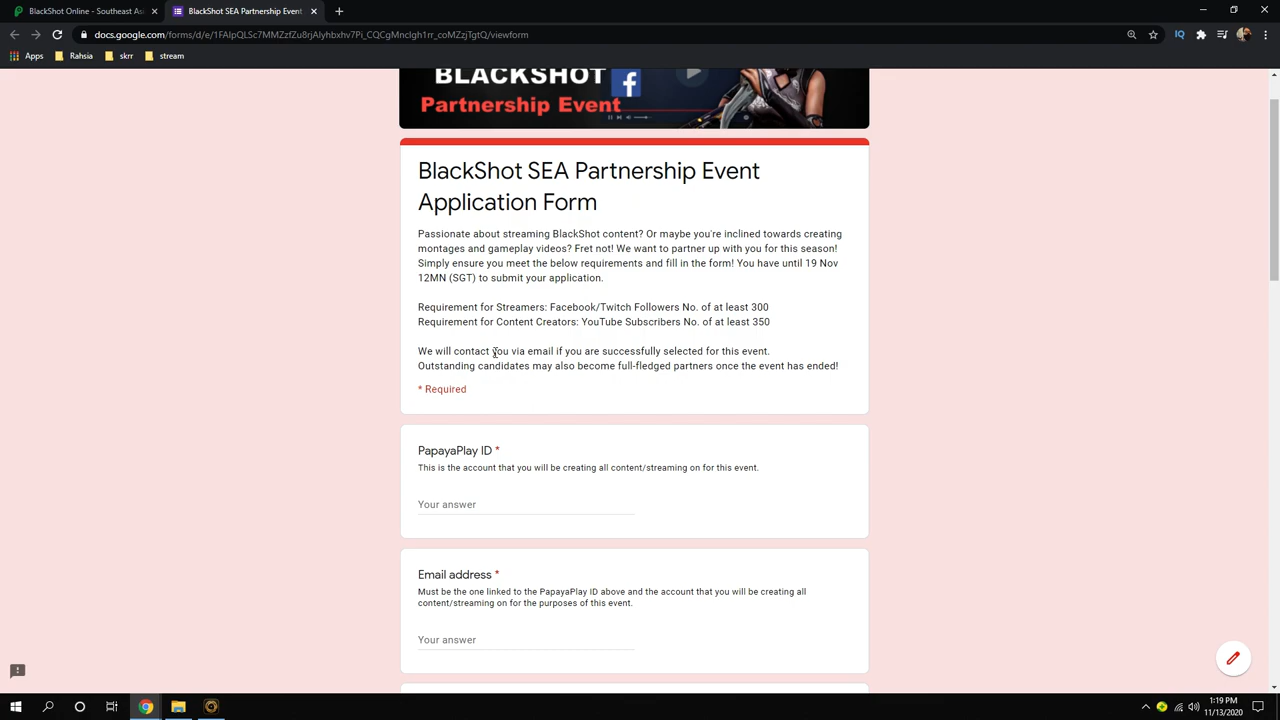 BlackShot Online - Southeast Asi
BlackShot SEA Partnership Event
docs.google.com/forms/d/e/1FAIpQLSc7MMZzfZu8rjAIyhbxhv7Pi_CQCgMnclgh1rr_coMZzjTgtQ/viewform
Apps
Rahsia
skrr
stream
BLACKSHOT
Partnership Event
BlackShot SEA Partnership Event
Application Form
Passionate about streaming BlackShot content? Or maybe you're inclined towards creating
montages and gameplay videos? Fret not! We want to partner up with you for this season!
Simply ensure you meet the below requirements and fill in the form! You have until 19 Nov
12MN (SGT) to submit your application.
Requirement for Streamers: Facebook/Twitch Followers No. of at least 300
Requirement for Content Creators: YouTube Subscribers No. of at least 350
We will contact you via email if you are successfully selected for this event.
Outstanding candidates may also become full-fledged partners once the event has ended!
* Required
PapayaPlay ID *
This is the account that you will be creating all content/streaming on for this event.
Your answer
Email address *
Must be the one linked to the PapayaPlay ID above and the account that you will be creating all
content/streaming on for the purposes of this event.
Your answer
1:19 PM
11/13/2020